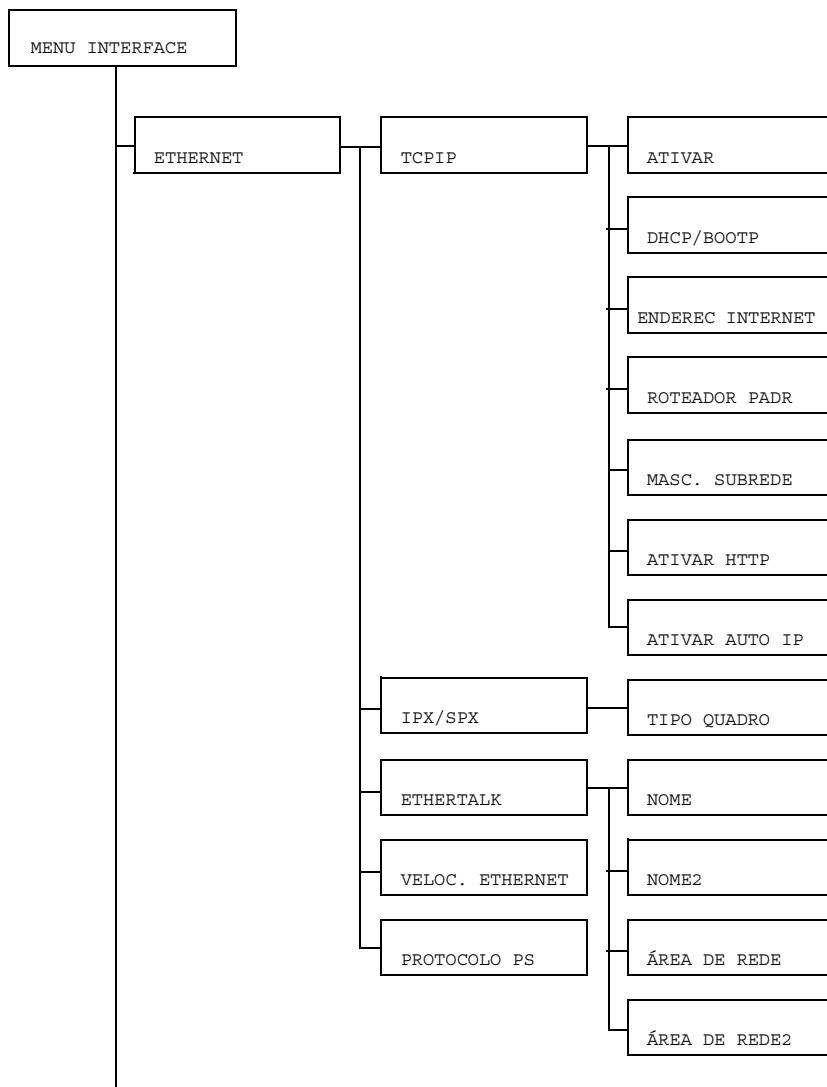 MENU INTERFACE
ETHERNET
TCPIP
ATIVAR
DHCP/BOOTP
ENDEREC INTERNET
ROTEADOR PADR
MASC. SUBREDE
ATIVAR HTTP
ATIVAR AUTO IP
IPX/SPX
TIPO QUADRO
ETHERTALK
NOME
NOME2
ÁREA DE REDE
ÁREA DE REDE2
VELOC. ETHERNET
PROTOCOLO PS